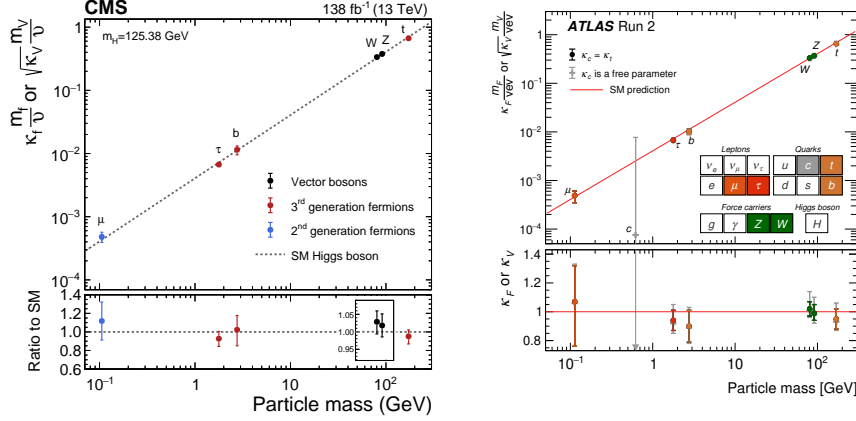 CMS 138 fb⁻¹ (13 TeV)
m_H=125.38 GeV
κ_f m_f/υ or √κ_V m_V/υ
1
10⁻¹
10⁻²
10⁻³
10⁻⁴
μ
τ
b
W Z
t
Vector bosons
3rd generation fermions
2nd generation fermions
SM Higgs boson
Ratio to SM
1.4
1.2
1.0
0.8
0.6
1.05
1.00
0.95
10⁻¹ 1 10 10²
Particle mass (GeV)
ATLAS Run 2
κ_F m_F/vev or √κ_V m_V/vev
1
10⁻¹
10⁻²
10⁻³
10⁻⁴
κ_c = κ_t
κ_c is a free parameter
SM prediction
μ
c
τ
b
W
Z
t
Leptons Quarks
ν_e ν_μ ν_τ u c t
e μ τ d s b
Force carriers Higgs boson
g γ Z W H
κ_F or κ_V
1.4
1.2
1
0.8
10⁻¹ 1 10 10²
Particle mass [GeV]